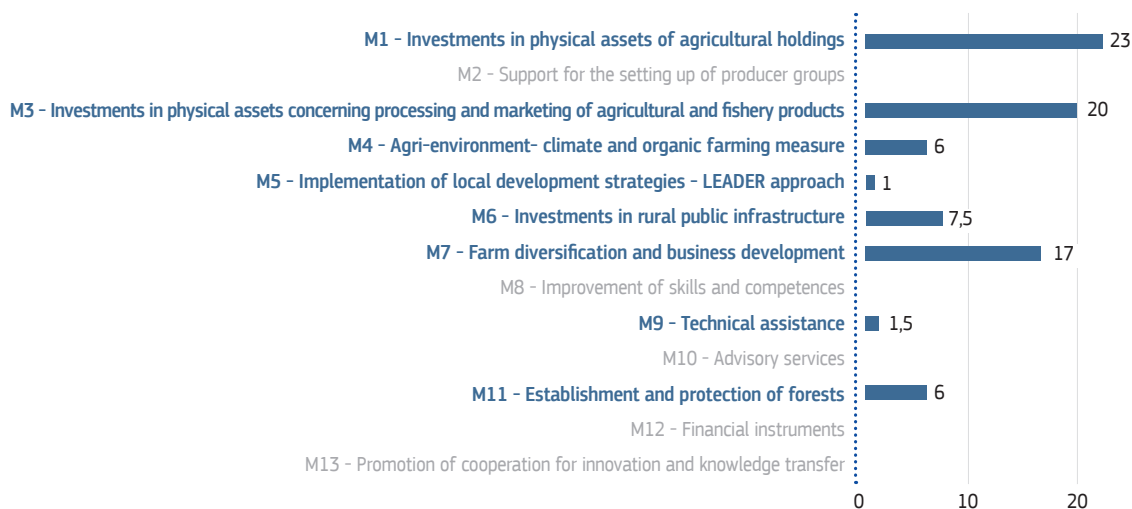 M1 - Investments in physical assets of agricultural holdings 23
M2 - Support for the setting up of producer groups
M3 - Investments in physical assets concerning processing and marketing of agricultural and fishery products 20
M4 - Agri-environment- climate and organic farming measure 6
M5 - Implementation of local development strategies - LEADER approach 1
M6 - Investments in rural public infrastructure 7,5
M7 - Farm diversification and business development 17
M8 - Improvement of skills and competences
M9 - Technical assistance 1,5
M10 - Advisory services
M11 - Establishment and protection of forests 6
M12 - Financial instruments
M13 - Promotion of cooperation for innovation and knowledge transfer
0 10 20